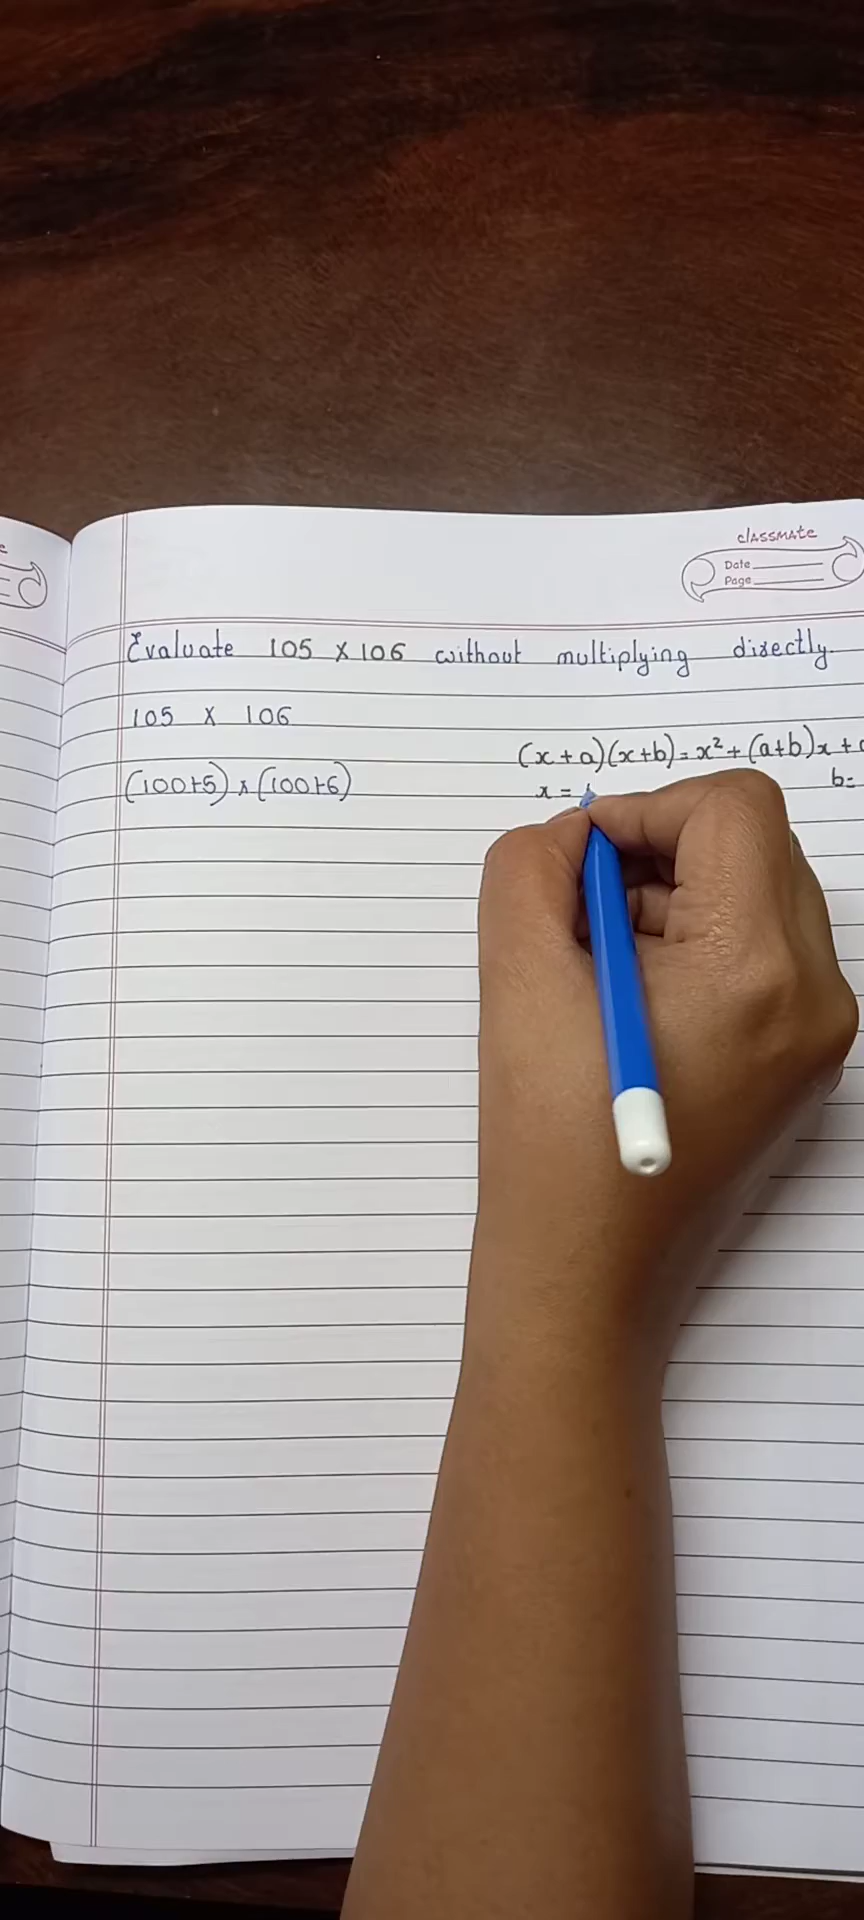 classmate
Date
Page
Evaluate 105 x 106 without multiplying directly.
105 x 106
(x+a)(x+b)=x²+(a+b)x+
(100+5) x (100+6)
x =
b=